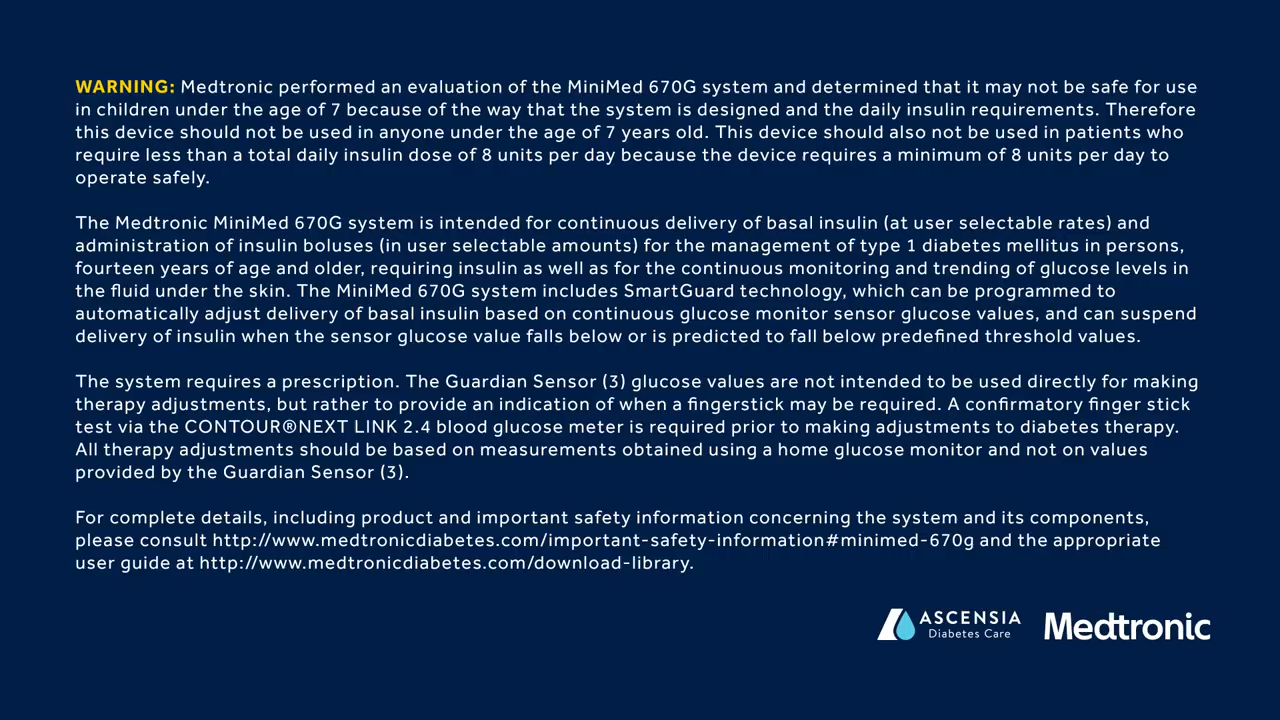 WARNING: Medtronic performed an evaluation of the MiniMed 670G system and determined that it may not be safe for use
in children under the age of 7 because of the way that the system is designed and the daily insulin requirements. Therefore
this device should not be used in anyone under the age of 7 years old. This device should also not be used in patients who
require less than a total daily insulin dose of 8 units per day because the device requires a minimum of 8 units per day to
operate safely.
The Medtronic MiniMed 670G system is intended for continuous delivery of basal insulin (at user selectable rates) and
administration of insulin boluses (in user selectable amounts) for the management of type 1 diabetes mellitus in persons,
fourteen years of age and older, requiring insulin as well as for the continuous monitoring and trending of glucose levels in
the fluid under the skin. The MiniMed 670G system includes SmartGuard technology, which can be programmed to
automatically adjust delivery of basal insulin based on continuous glucose monitor sensor glucose values, and can suspend
delivery of insulin when the sensor glucose value falls below or is predicted to fall below predefined threshold values.
The system requires a prescription. The Guardian Sensor (3) glucose values are not intended to be used directly for making
therapy adjustments, but rather to provide an indication of when a fingerstick may be required. A confirmatory finger stick
test via the CONTOUR®NEXT LINK 2.4 blood glucose meter is required prior to making adjustments to diabetes therapy.
All therapy adjustments should be based on measurements obtained using a home glucose monitor and not on values
provided by the Guardian Sensor (3).
For complete details, including product and important safety information concerning the system and its components,
please consult http://www.medtronicdiabetes.com/important-safety-information#minimed-670g and the appropriate
user guide at http://www.medtronicdiabetes.com/download-library.
ASCENSIA
Diabetes Care
Medtronic